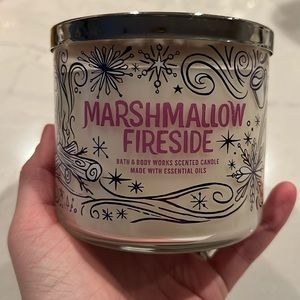 MARSHMALLOW
FIRESIDE
BATH & BODY WORKS SCENTED CANDLE
MADE WITH ESSENTIAL OILS